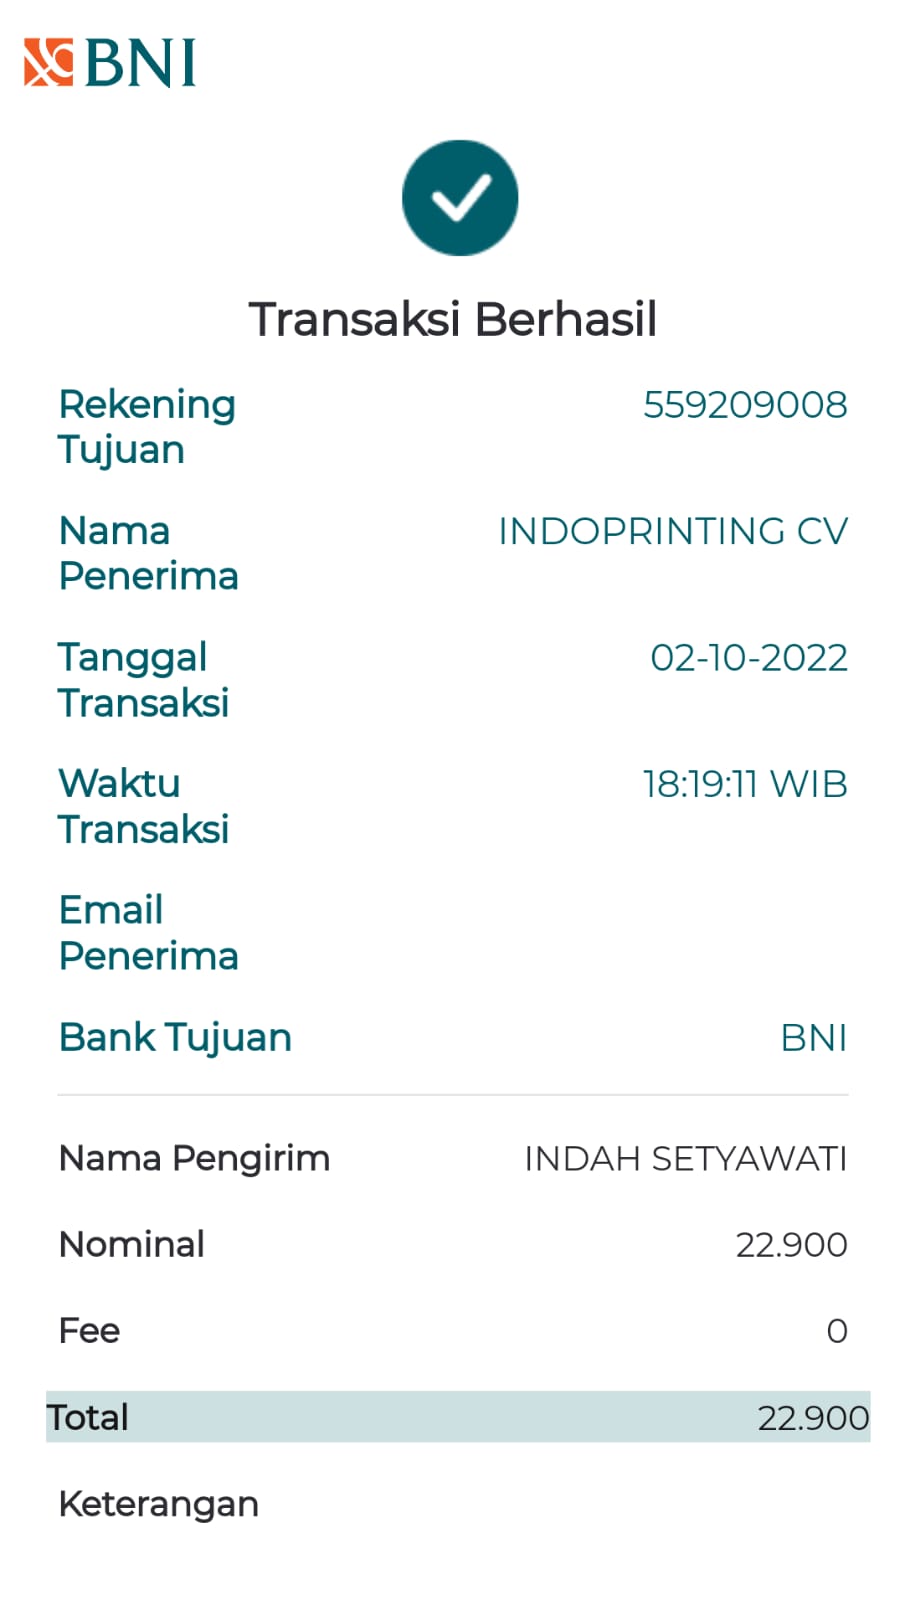 BNI
Transaksi Berhasil
Rekening Tujuan 559209008
Nama Penerima INDOPRINTING CV
Tanggal Transaksi 02-10-2022
Waktu Transaksi 18:19:11 WIB
Email Penerima
Bank Tujuan BNI
Nama Pengirim INDAH SETYAWATI
Nominal 22.900
Fee 0
Total 22.900
Keterangan